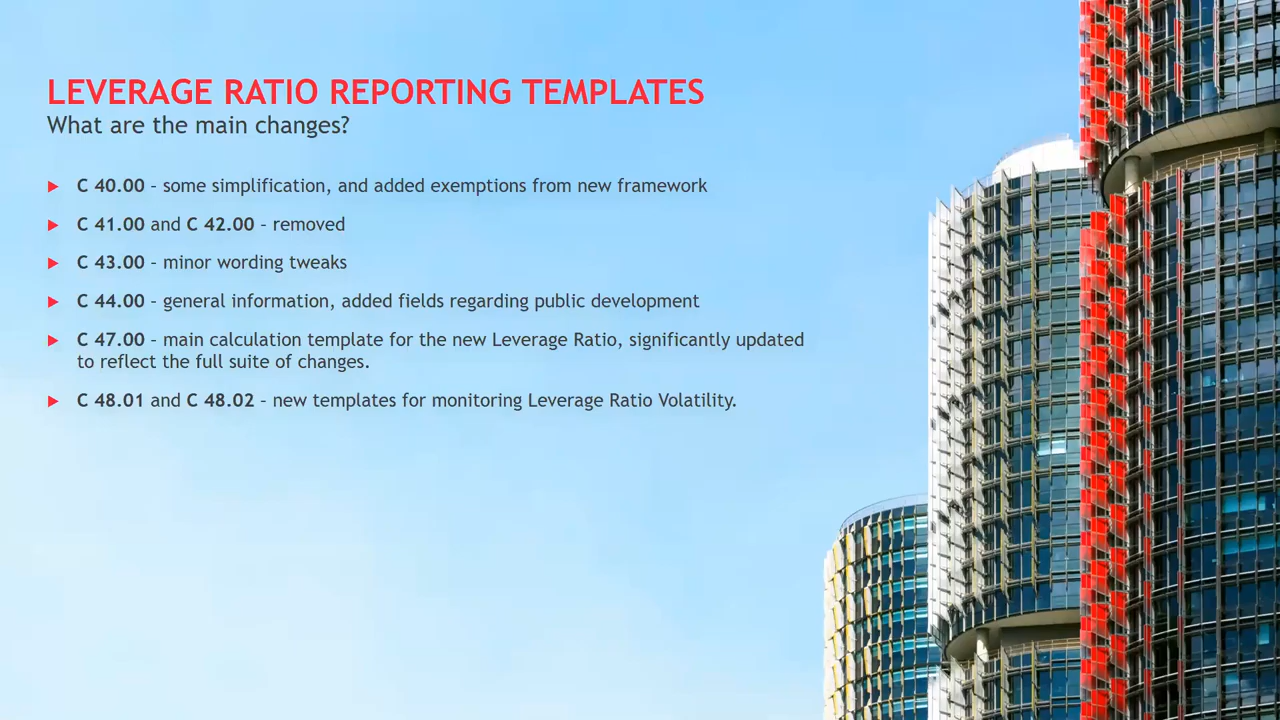 LEVERAGE RATIO REPORTING TEMPLATES
What are the main changes?
C 40.00 – some simplification, and added exemptions from new framework
C 41.00 and C 42.00 – removed
C 43.00 – minor wording tweaks
C 44.00 – general information, added fields regarding public development
C 47.00 – main calculation template for the new Leverage Ratio, significantly updated
to reflect the full suite of changes.
C 48.01 and C 48.02 – new templates for monitoring Leverage Ratio Volatility.